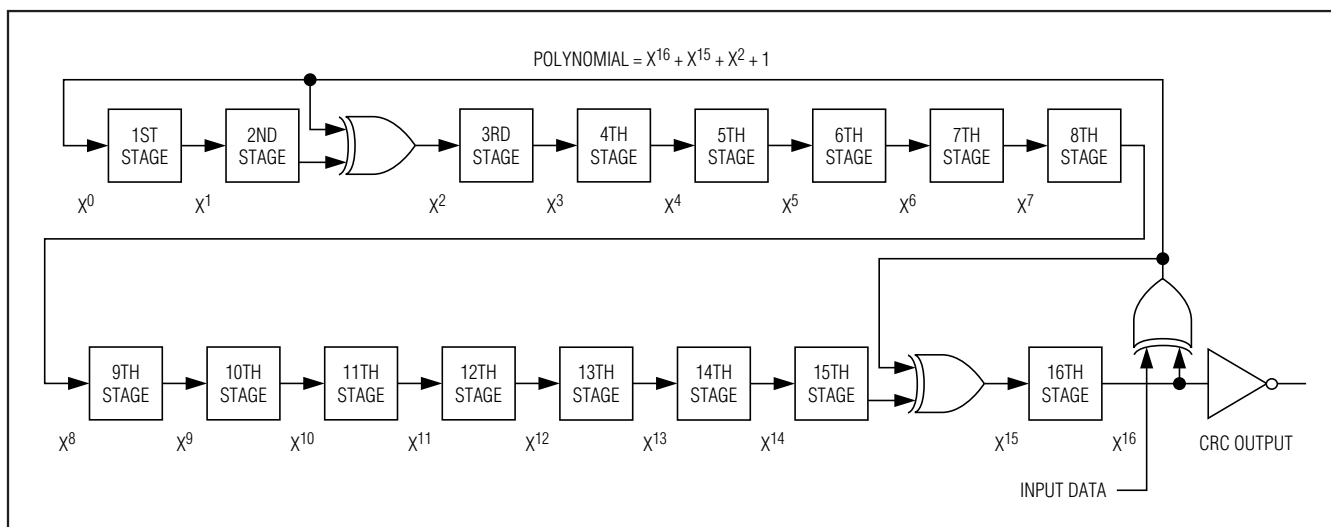 POLYNOMIAL = X¹⁶ + X¹⁵ + X² + 1
1ST
STAGE
2ND
STAGE
3RD
STAGE
4TH
STAGE
5TH
STAGE
6TH
STAGE
7TH
STAGE
8TH
STAGE
X⁰
X¹
X²
X³
X⁴
X⁵
X⁶
X⁷
9TH
STAGE
10TH
STAGE
11TH
STAGE
12TH
STAGE
13TH
STAGE
14TH
STAGE
15TH
STAGE
16TH
STAGE
X⁸
X⁹
X¹⁰
X¹¹
X¹²
X¹³
X¹⁴
X¹⁵
X¹⁶
CRC OUTPUT
INPUT DATA